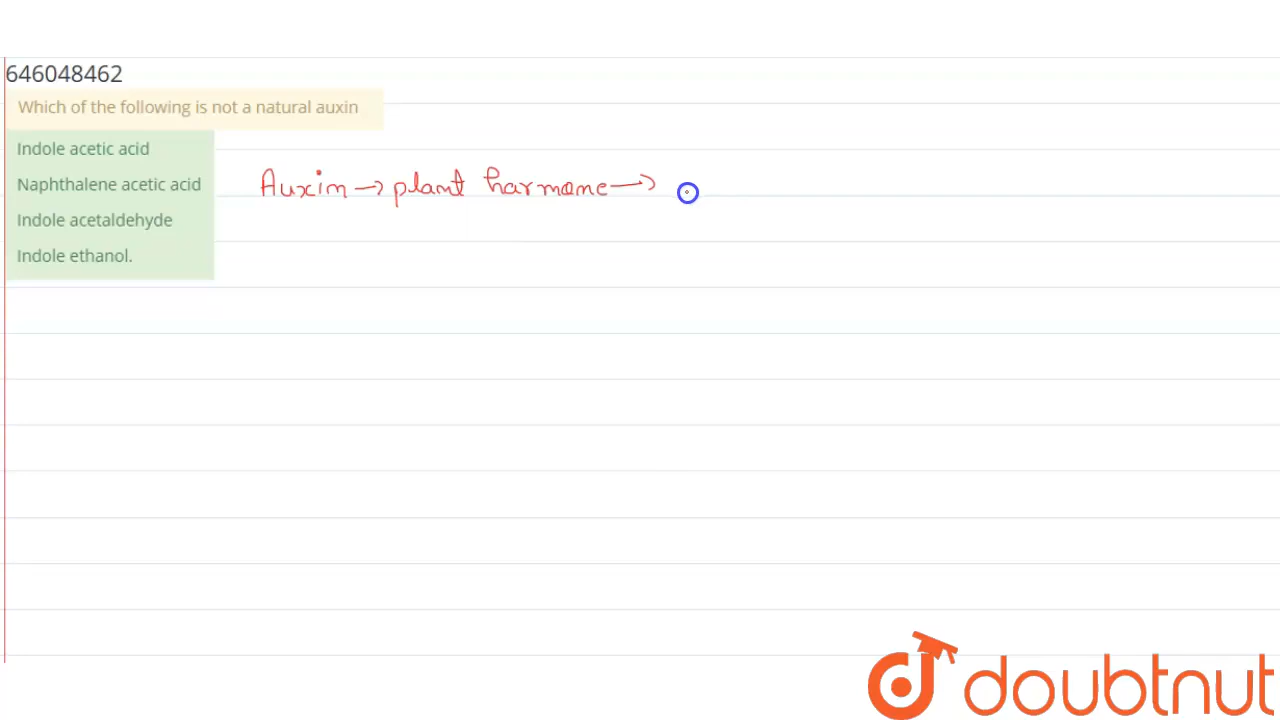 646048462
Which of the following is not a natural auxin
Indole acetic acid
Naphthalene acetic acid
Indole acetaldehyde
Indole ethanol.
Auxin → plant harmone →
doubtnut